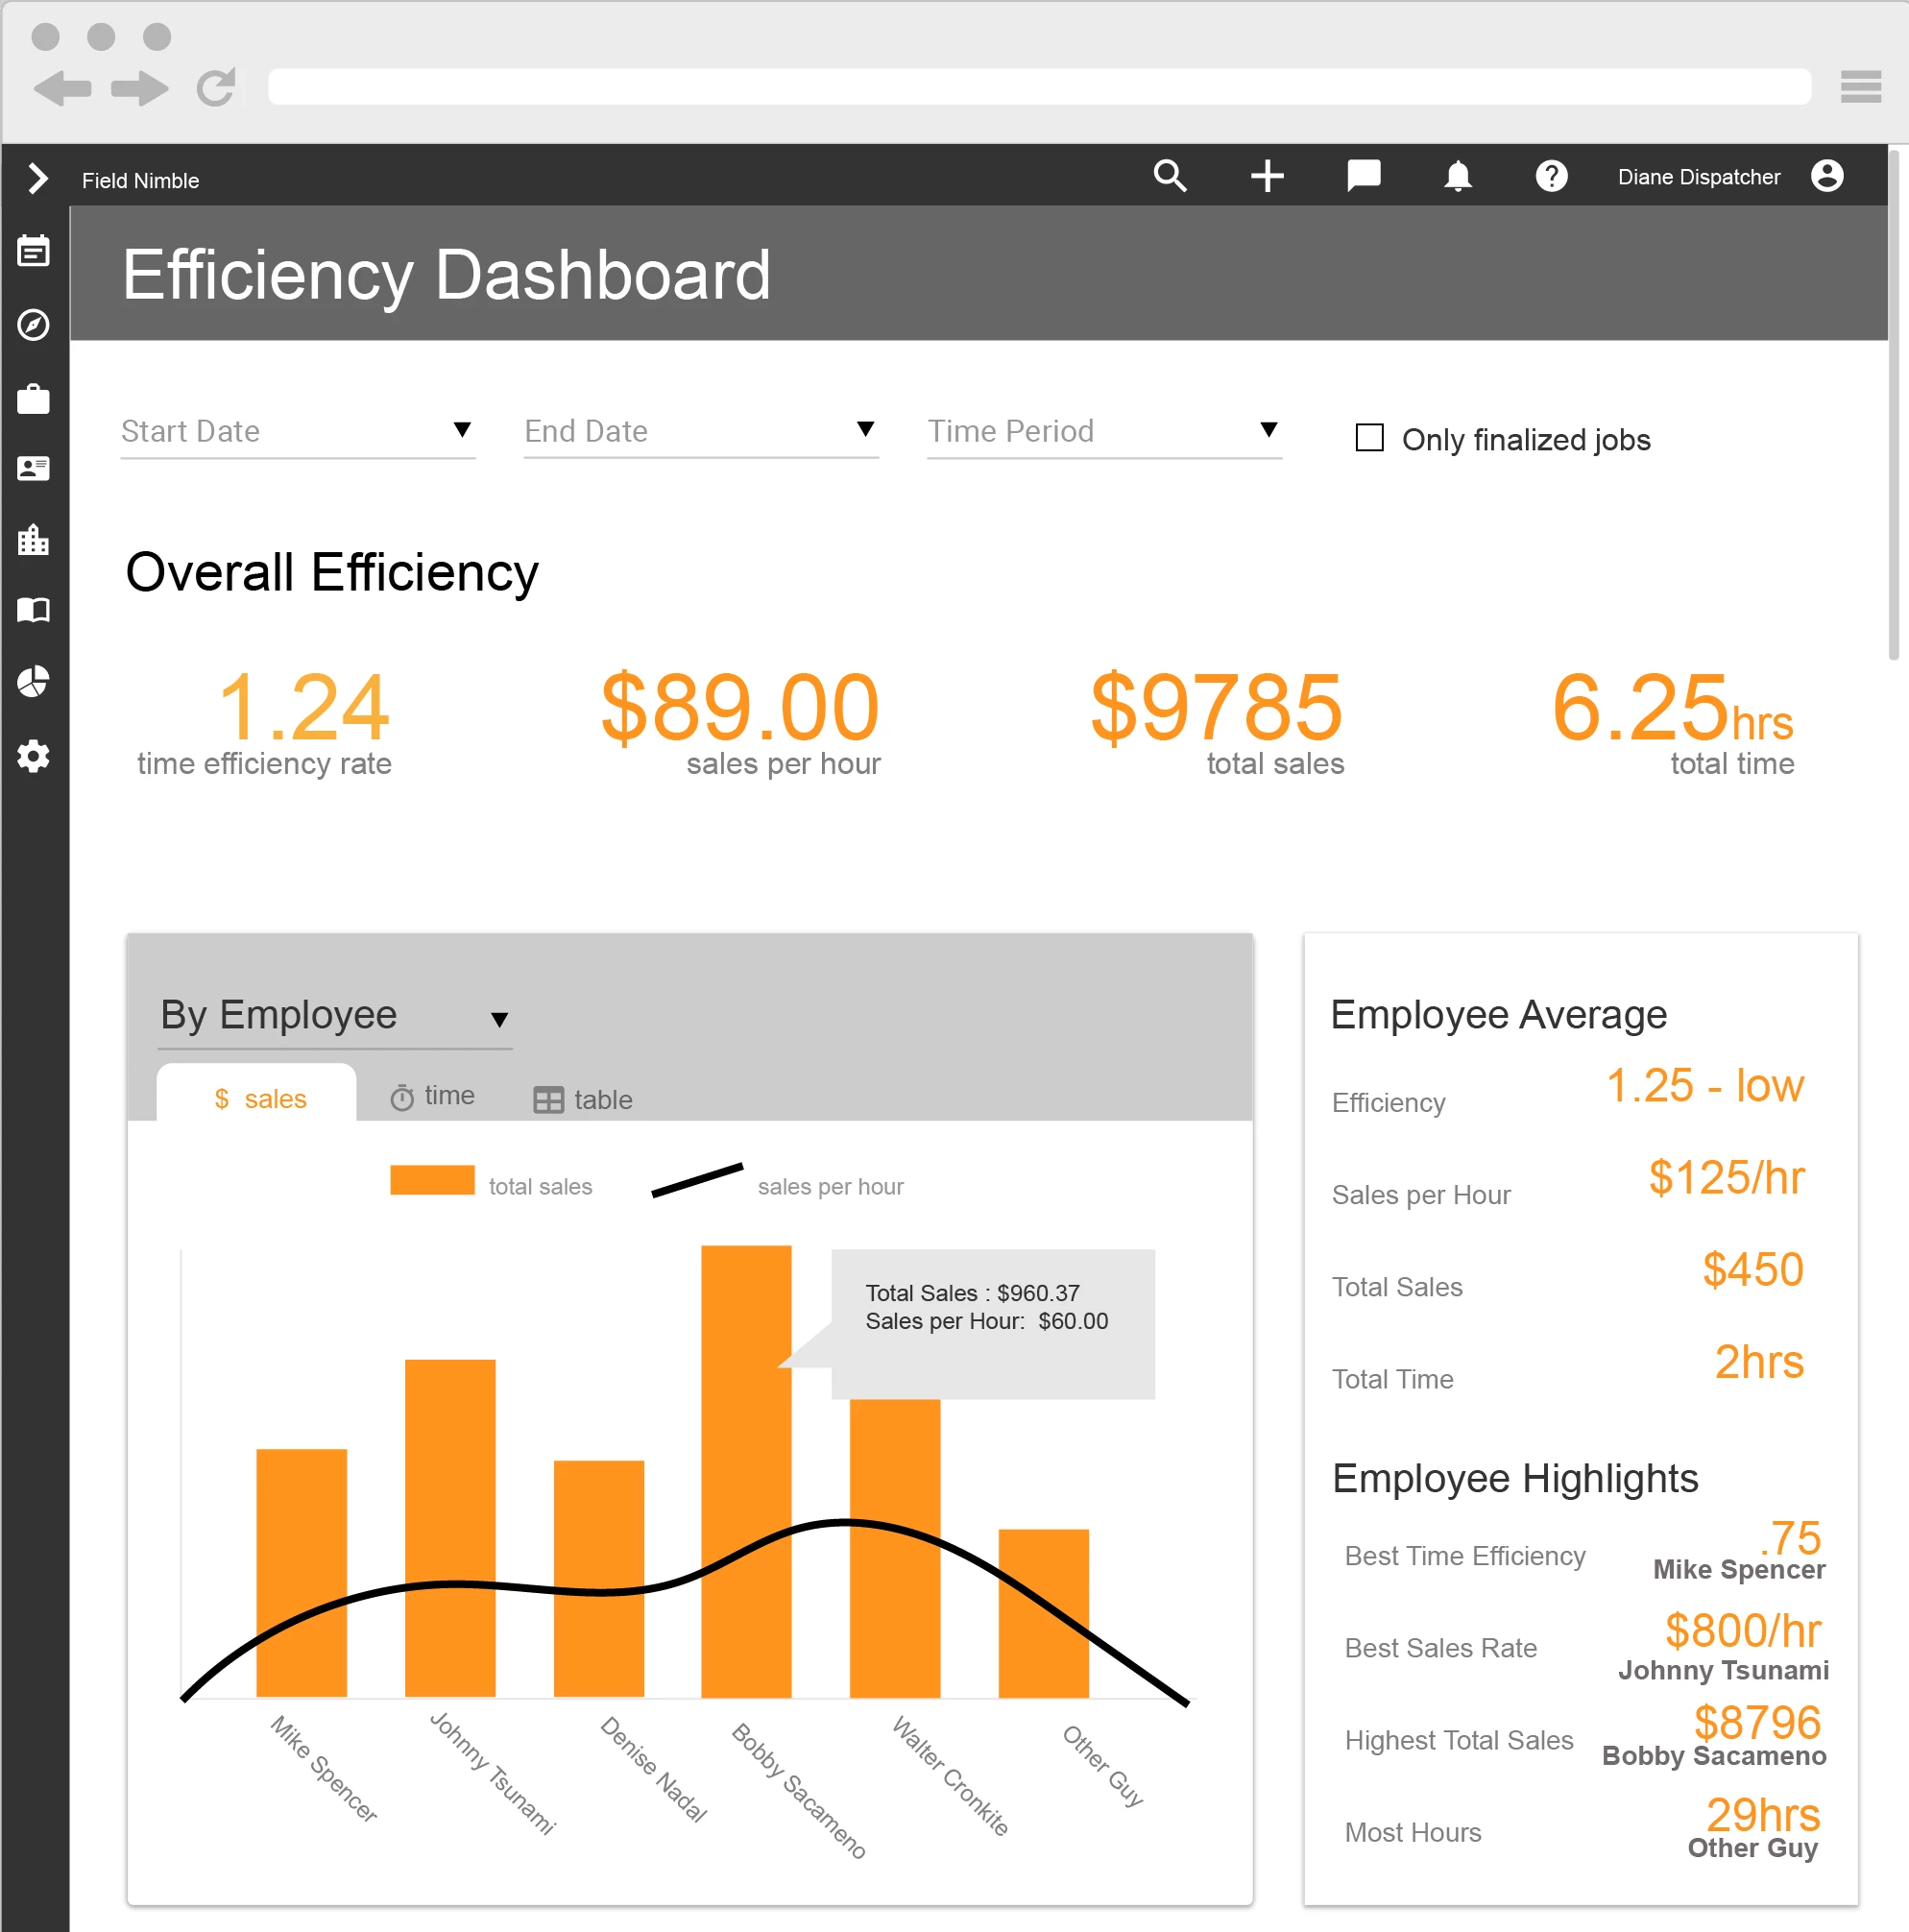 Field Nimble
Diane Dispatcher
Efficiency Dashboard
Start Date
End Date
Time Period
Only finalized jobs
Overall Efficiency
1.24
time efficiency rate
$89.00
sales per hour
$9785
total sales
6.25hrs
total time
By Employee
$ sales
time
table
total sales
sales per hour
Total Sales : $960.37
Sales per Hour: $60.00
Mike Spencer
Johnny Tsunami
Denise Nadal
Bobby Sacameno
Walter Cronkite
Other Guy
Employee Average
Efficiency
1.25 - low
Sales per Hour
$125/hr
Total Sales
$450
Total Time
2hrs
Employee Highlights
Best Time Efficiency
.75
Mike Spencer
Best Sales Rate
$800/hr
Johnny Tsunami
Highest Total Sales
$8796
Bobby Sacameno
Most Hours
29hrs
Other Guy